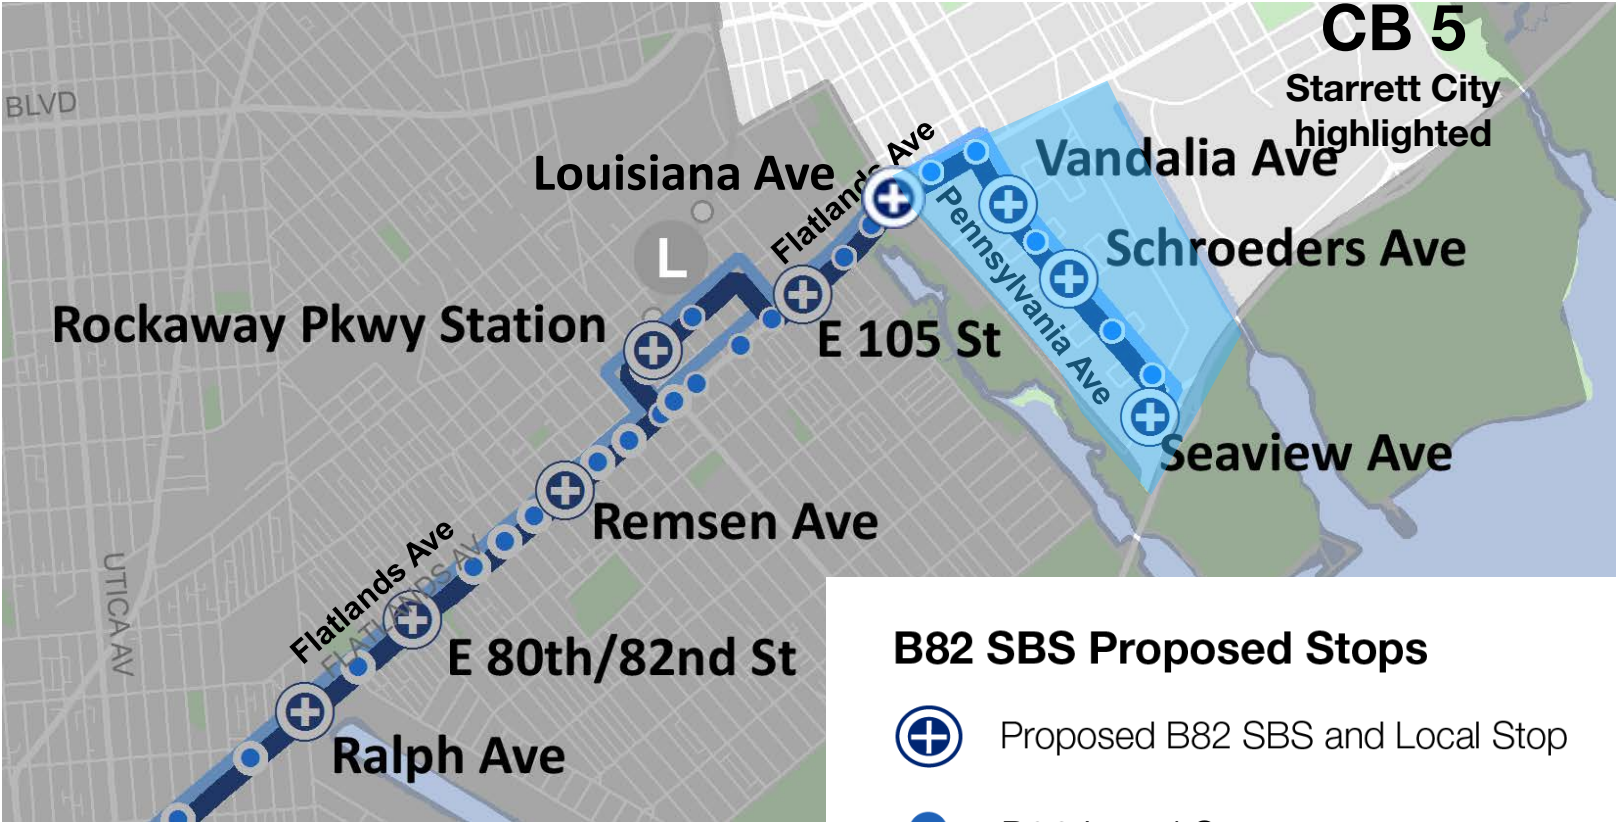 CB 5
Starrett City
highlighted
BLVD
Flatlands Ave
Louisiana Ave
Vandalia Ave
L
Schroeders Ave
Pennsylvania Ave
Rockaway Pkwy Station
E 105 St
Seaview Ave
Remsen Ave
Flatlands Ave
FLATLANDS AV
UTICA AV
E 80th/82nd St
Ralph Ave
B82 SBS Proposed Stops
Proposed B82 SBS and Local Stop